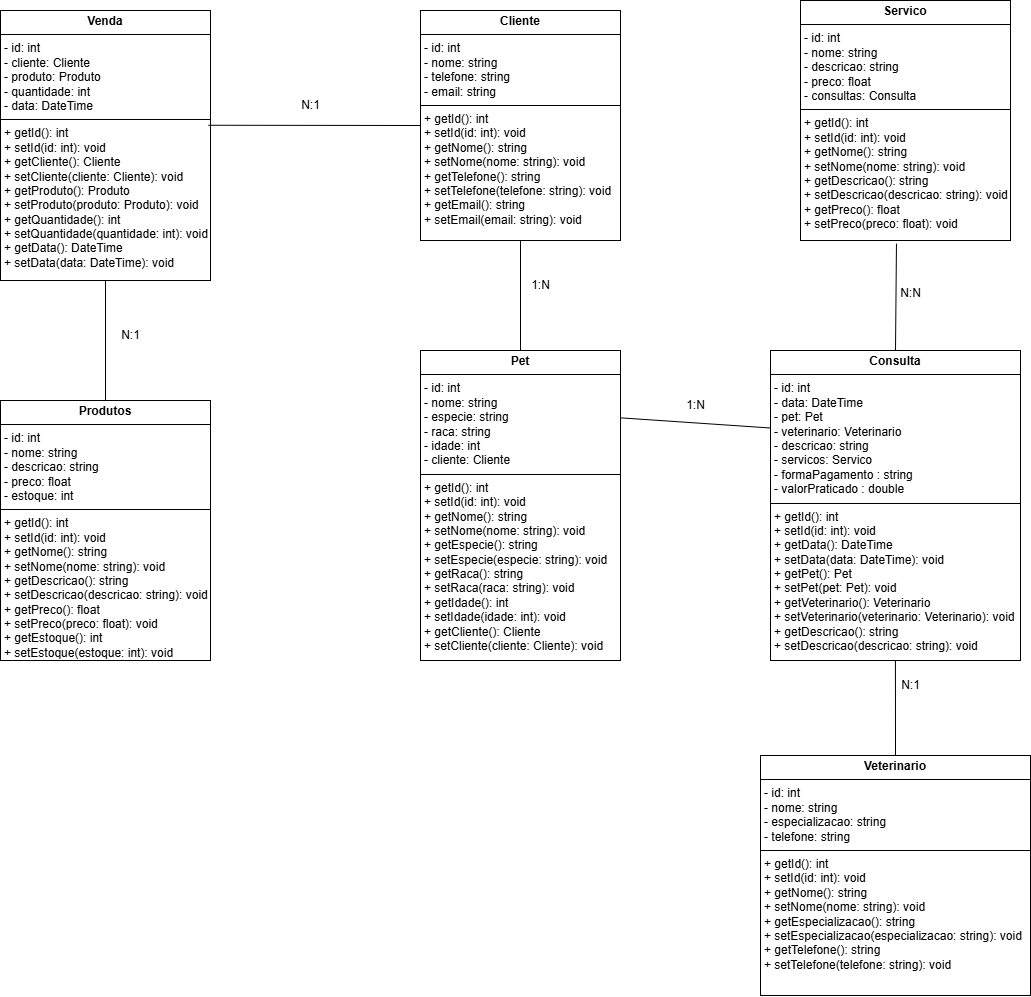 Venda
- id: int
- cliente: Cliente
- produto: Produto
- quantidade: int
- data: DateTime
+ getId(): int
+ setId(id: int): void
+ getCliente(): Cliente
+ setCliente(cliente: Cliente): void
+ getProduto(): Produto
+ setProduto(produto: Produto): void
+ getQuantidade(): int
+ setQuantidade(quantidade: int): void
+ getData(): DateTime
+ setData(data: DateTime): void
N:1
Cliente
- id: int
- nome: string
- telefone: string
- email: string
+ getId(): int
+ setId(id: int): void
+ getNome(): string
+ setNome(nome: string): void
+ getTelefone(): string
+ setTelefone(telefone: string): void
+ getEmail(): string
+ setEmail(email: string): void
Servico
- id: int
- nome: string
- descricao: string
- preco: float
- consultas: Consulta
+ getId(): int
+ setId(id: int): void
+ getNome(): string
+ setNome(nome: string): void
+ getDescricao(): string
+ setDescricao(descricao: string): void
+ getPreco(): float
+ setPreco(preco: float): void
N:1
1:N
N:N
Produtos
- id: int
- nome: string
- descricao: string
- preco: float
- estoque: int
+ getId(): int
+ setId(id: int): void
+ getNome(): string
+ setNome(nome: string): void
+ getDescricao(): string
+ setDescricao(descricao: string): void
+ getPreco(): float
+ setPreco(preco: float): void
+ getEstoque(): int
+ setEstoque(estoque: int): void
Pet
- id: int
- nome: string
- especie: string
- raca: string
- idade: int
- cliente: Cliente
+ getId(): int
+ setId(id: int): void
+ getNome(): string
+ setNome(nome: string): void
+ getEspecie(): string
+ setEspecie(especie: string): void
+ getRaca(): string
+ setRaca(raca: string): void
+ getIdade(): int
+ setIdade(idade: int): void
+ getCliente(): Cliente
+ setCliente(cliente: Cliente): void
1:N
Consulta
- id: int
- data: DateTime
- pet: Pet
- veterinario: Veterinario
- descricao: string
- servicos: Servico
- formaPagamento : string
- valorPraticado : double
+ getId(): int
+ setId(id: int): void
+ getData(): DateTime
+ setData(data: DateTime): void
+ getPet(): Pet
+ setPet(pet: Pet): void
+ getVeterinario(): Veterinario
+ setVeterinario(veterinario: Veterinario): void
+ getDescricao(): string
+ setDescricao(descricao: string): void
N:1
Veterinario
- id: int
- nome: string
- especializacao: string
- telefone: string
+ getId(): int
+ setId(id: int): void
+ getNome(): string
+ setNome(nome: string): void
+ getEspecializacao(): string
+ setEspecializacao(especializacao: string): void
+ getTelefone(): string
+ setTelefone(telefone: string): void